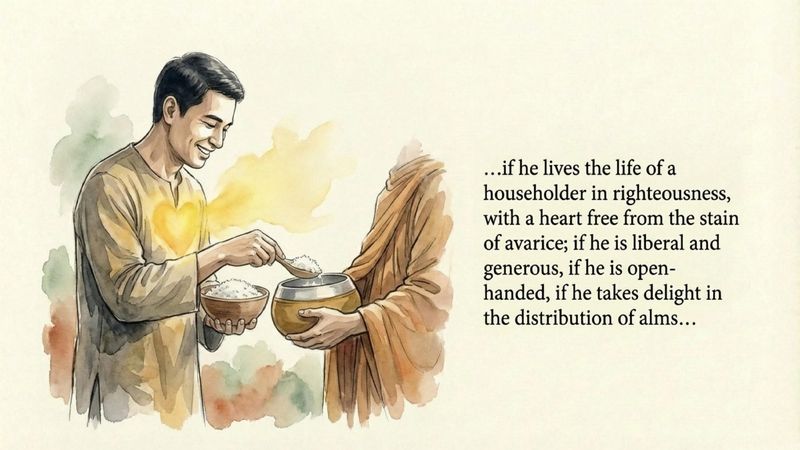 …if he lives the life of a
householder in righteousness,
with a heart free from the stain
of avarice; if he is liberal and
generous, if he is open-
handed, if he takes delight in
the distribution of alms…